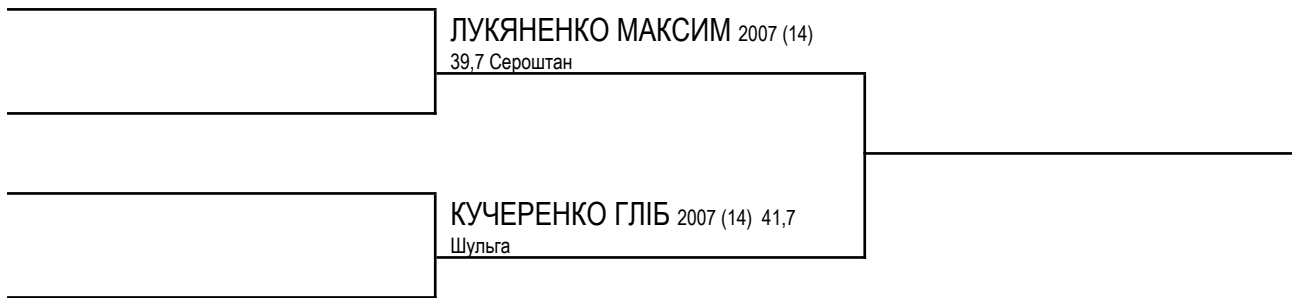 ЛУКЯНЕНКО МАКСИМ 2007 (14)
39,7 Сероштан
КУЧЕРЕНКО ГЛІБ 2007 (14) 41,7
Шульга